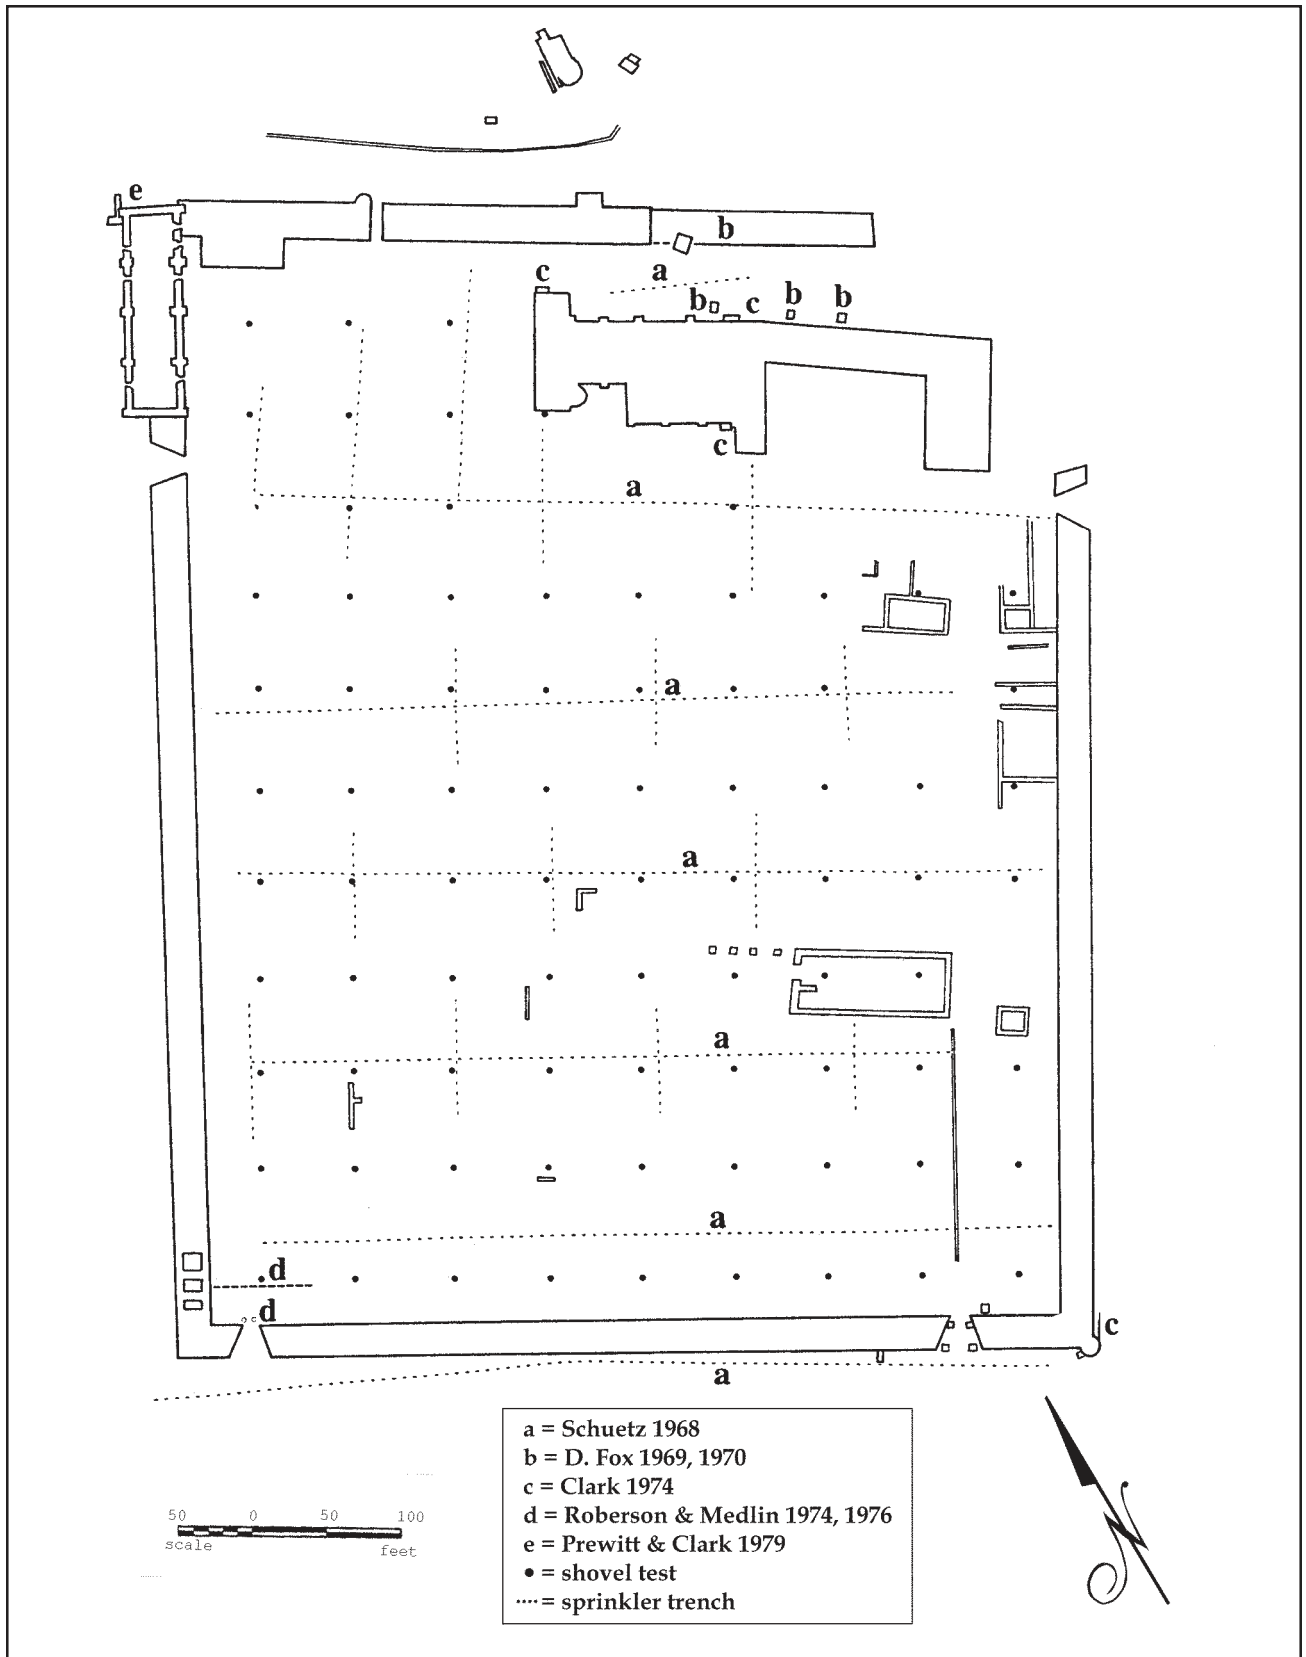 e
b
c
a
b
c
b
b
c
a
a
a
a
a
d
d
c
a
a = Schuetz 1968
b = D. Fox 1969, 1970
c = Clark 1974
d = Roberson & Medlin 1974, 1976
e = Prewitt & Clark 1979
• = shovel test
···· = sprinkler trench
50 0 50 100
scale feet
N